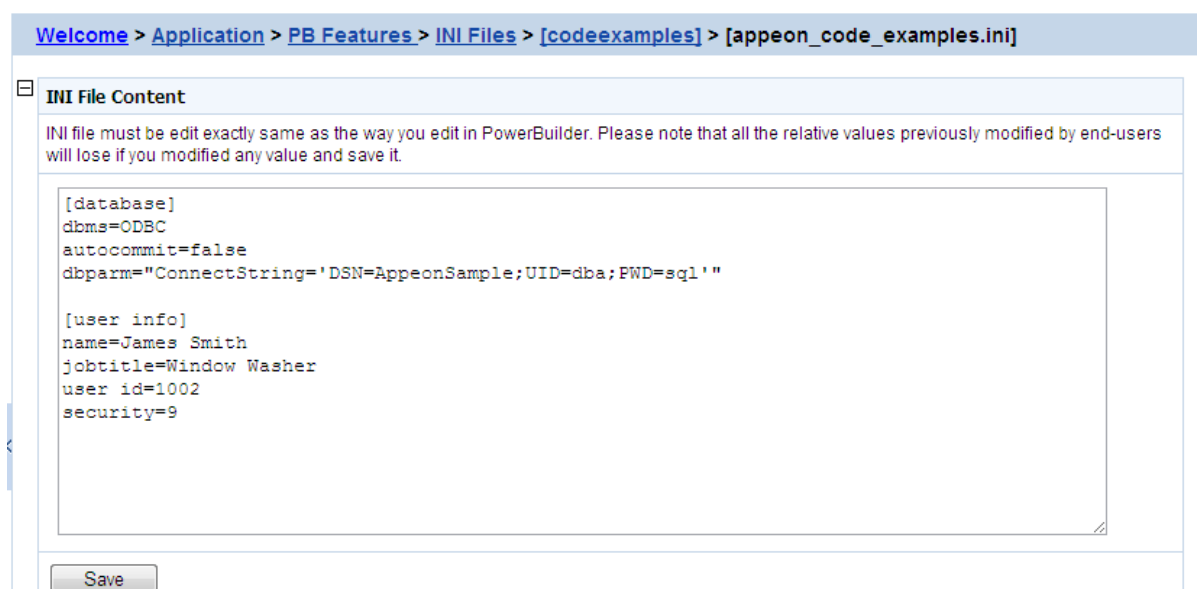 Welcome > Application > PB Features > INI Files > [codeexamples] > [appeon_code_examples.ini]
INI File Content
INI file must be edit exactly same as the way you edit in PowerBuilder. Please note that all the relative values previously modified by end-users
will lose if you modified any value and save it.
[database]
dbms=ODBC
autocommit=false
dbparm="ConnectString='DSN=AppeonSample;UID=dba;PWD=sql'"
[user info]
name=James Smith
jobtitle=Window Washer
user id=1002
security=9
Save